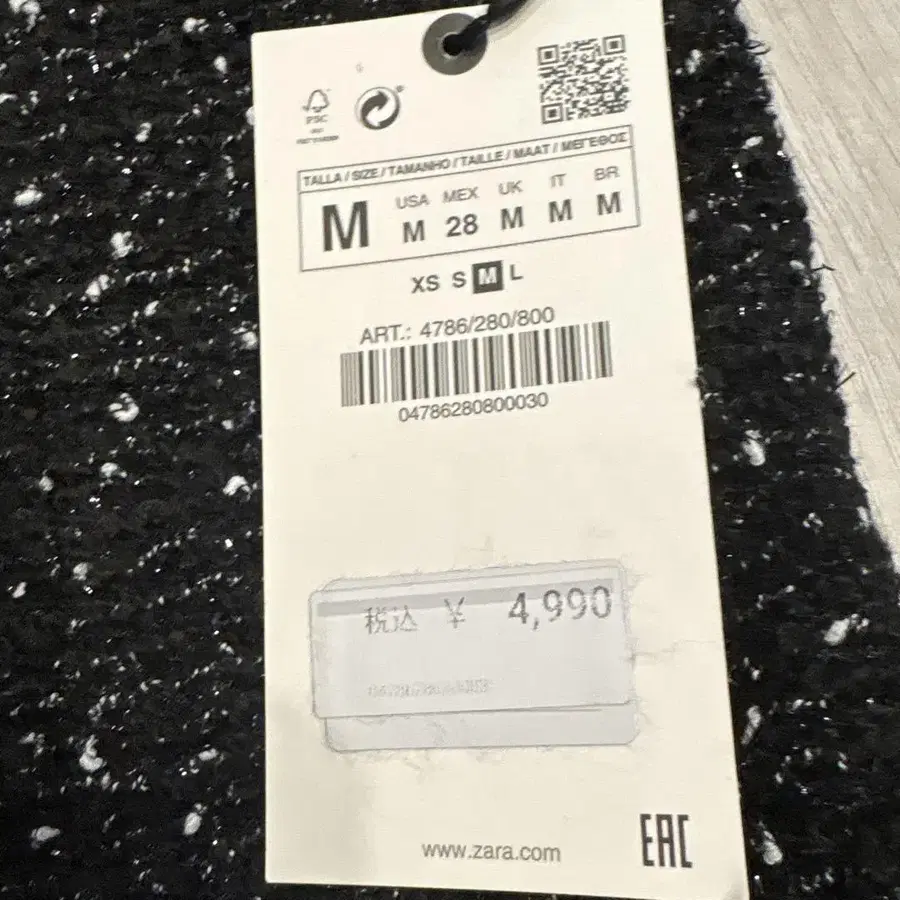 FSC
TALLA / SIZE / TAMANHO / TAILLE / MAAT / ΜΕΓΕΘΟΣ
M
USA MEX UK IT BR
M 28 M M M
XS S M L
ART.: 4786/280/800
04786280800030
税込 ¥ 4,990
www.zara.com
EAC